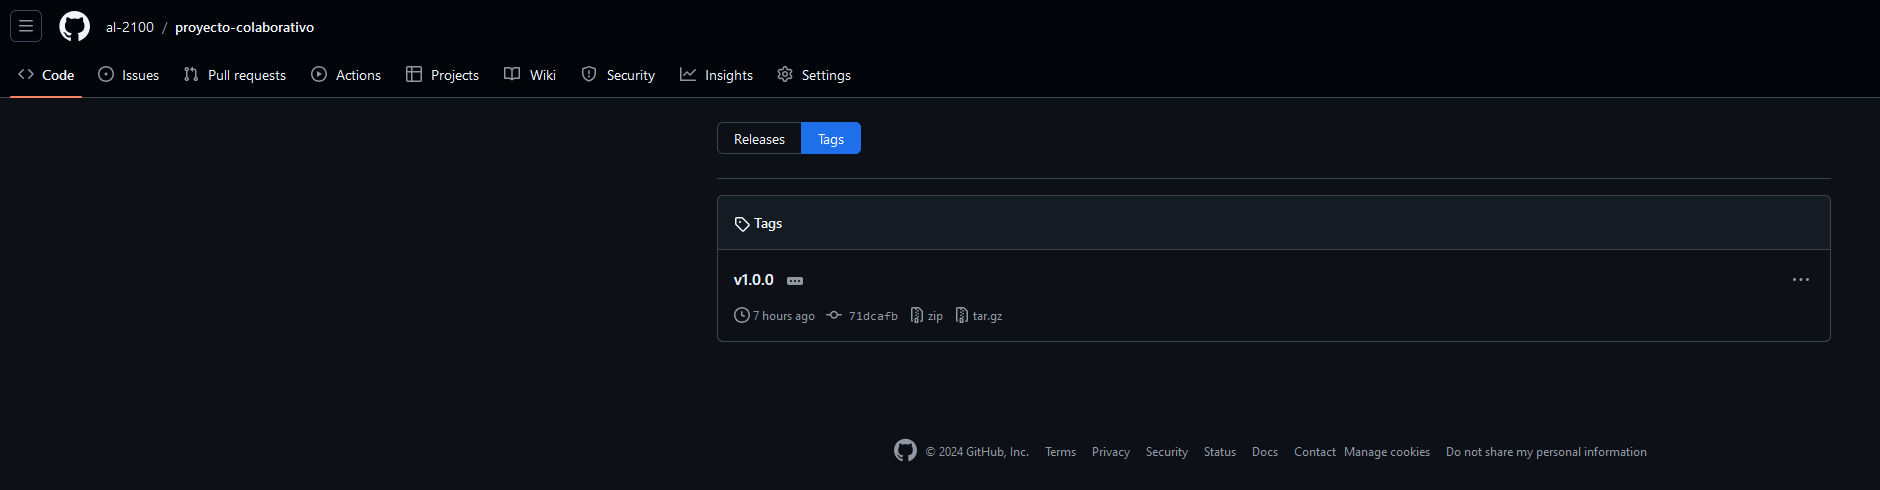 al-2100 / proyecto-colaborativo
Code Issues Pull requests Actions Projects Wiki Security Insights Settings
Releases Tags
Tags
v1.0.0
7 hours ago 71dcafb zip tar.gz
© 2024 GitHub, Inc. Terms Privacy Security Status Docs Contact Manage cookies Do not share my personal information